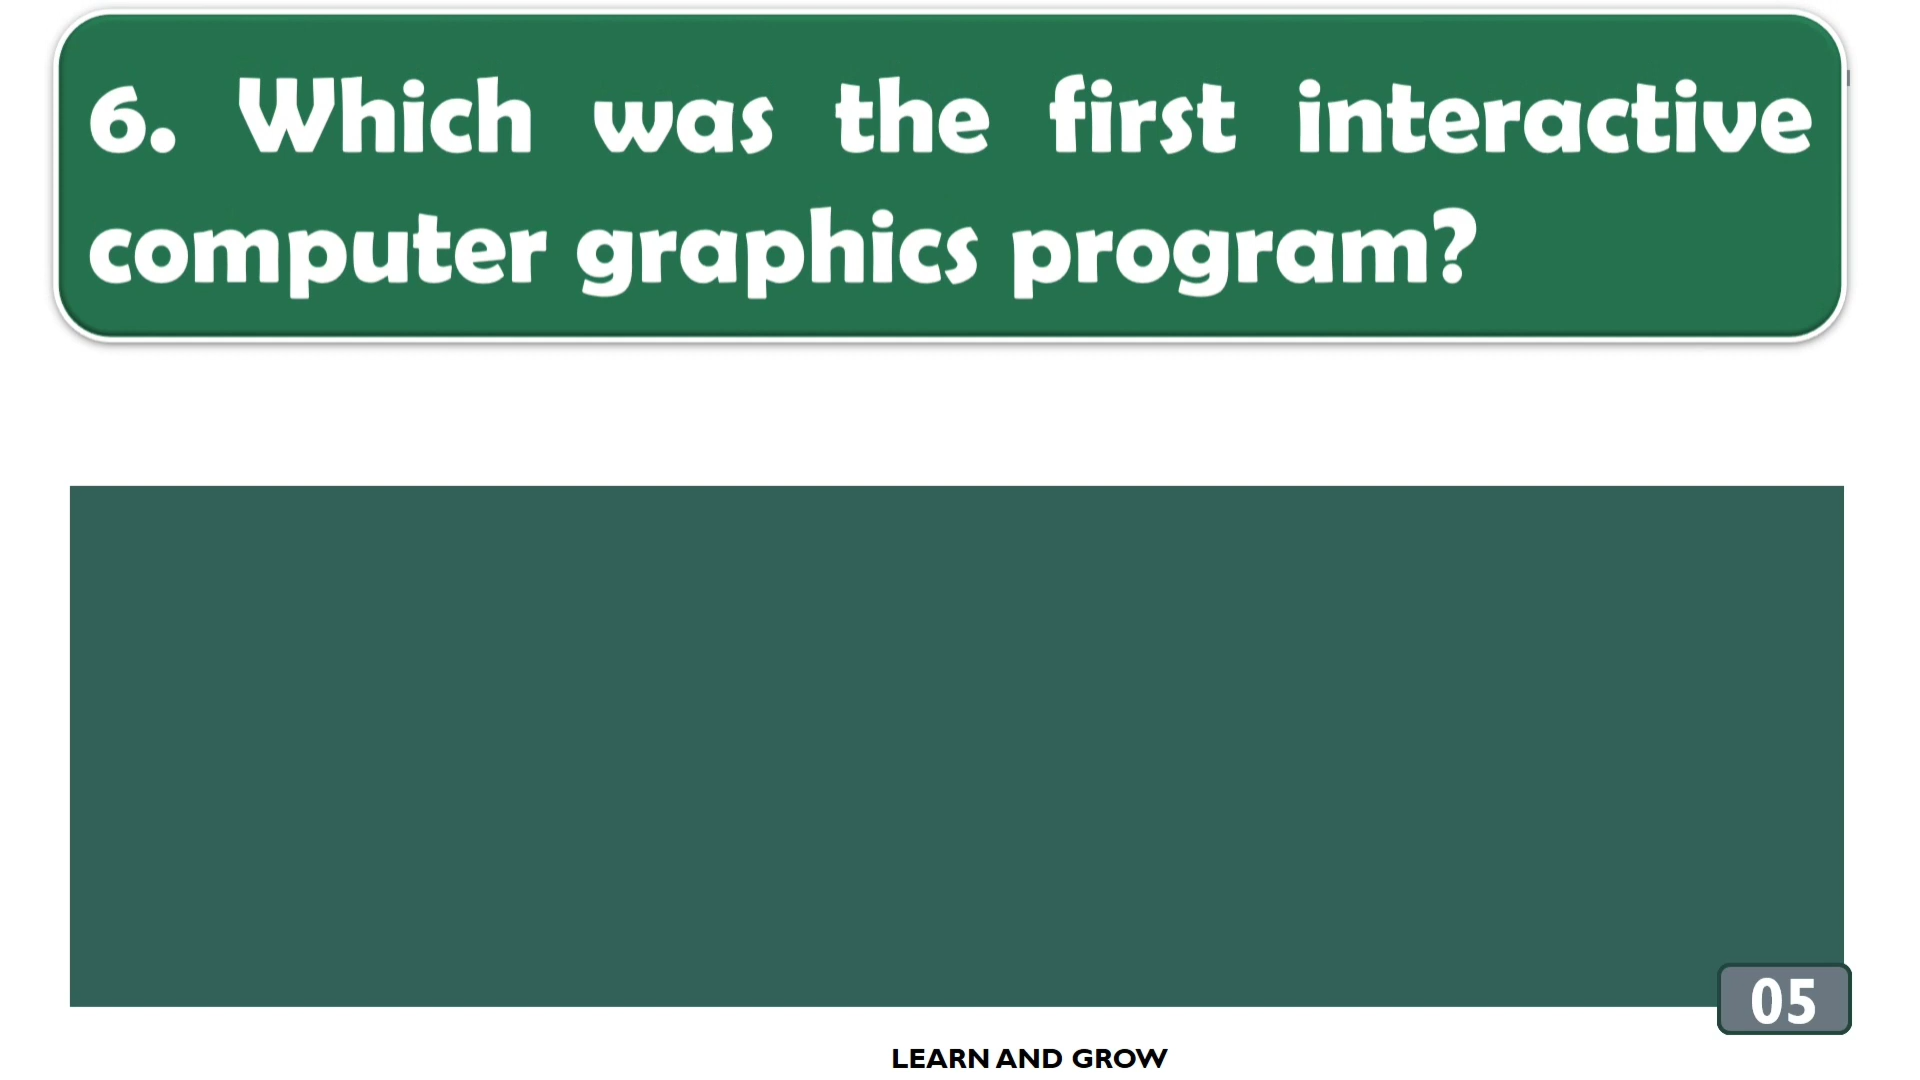 6. Which was the first interactive
computer graphics program?
05
LEARN AND GROW